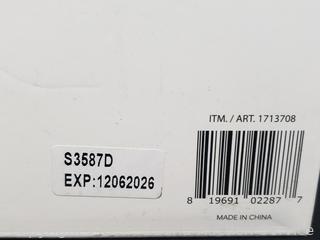 ITM. / ART. 1713708
S3587D
EXP:12062026
8 19691 02287 7
MADE IN CHINA